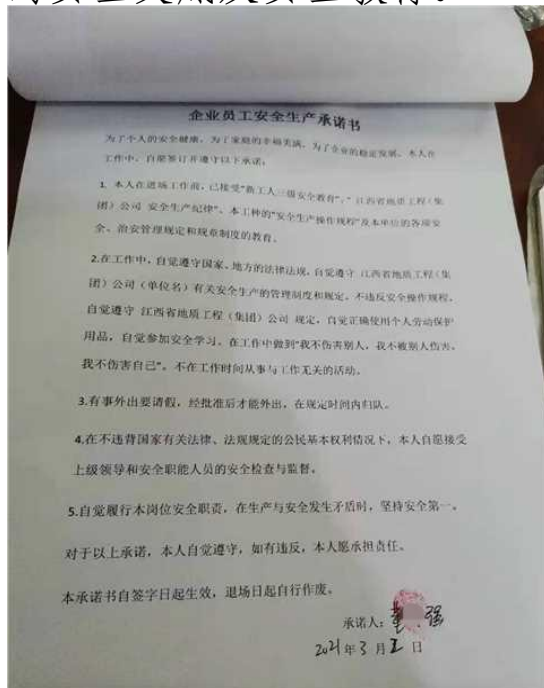 企业员工安全生产承诺书
为了个人的安全健康，为了家庭的幸福美满，为了企业的稳定发展，本人在
工作中，自愿签订并遵守以下承诺：
1. 本人在进场工作前，已接受“新工人三级安全教育”，“江西省地质工程（集
团）公司 安全生产纪律”、本工种的“安全生产操作规程”及本单位的各项安
全、治安管理规定和规章制度的教育。
2.在工作中，自觉遵守国家、地方的法律法规，自觉遵守 江西省地质工程（集
团）公司（单位名）有关安全生产的管理制度和规定。不违反安全操作规程，
自觉遵守 江西省地质工程（集团）公司 规定，自觉正确使用个人劳动保护
用品，自觉参加安全学习。在工作中做到“我不伤害别人，我不被别人伤害，
我不伤害自己”。不在工作时间从事与工作无关的活动。
3.有事外出要请假，经批准后才能外出，在规定时间内归队。
4.在不违背国家有关法律、法规规定的公民基本权利情况下，本人自愿接受
上级领导和安全职能人员的安全检查与监督。
5.自觉履行本岗位安全职责，在生产与安全发生矛盾时，坚持安全第一。
对于以上承诺，本人自觉遵守，如有违反，本人愿承担责任。
本承诺书自签字日起生效，退场日起自行作废。
承诺人： 强
2021年3月 日